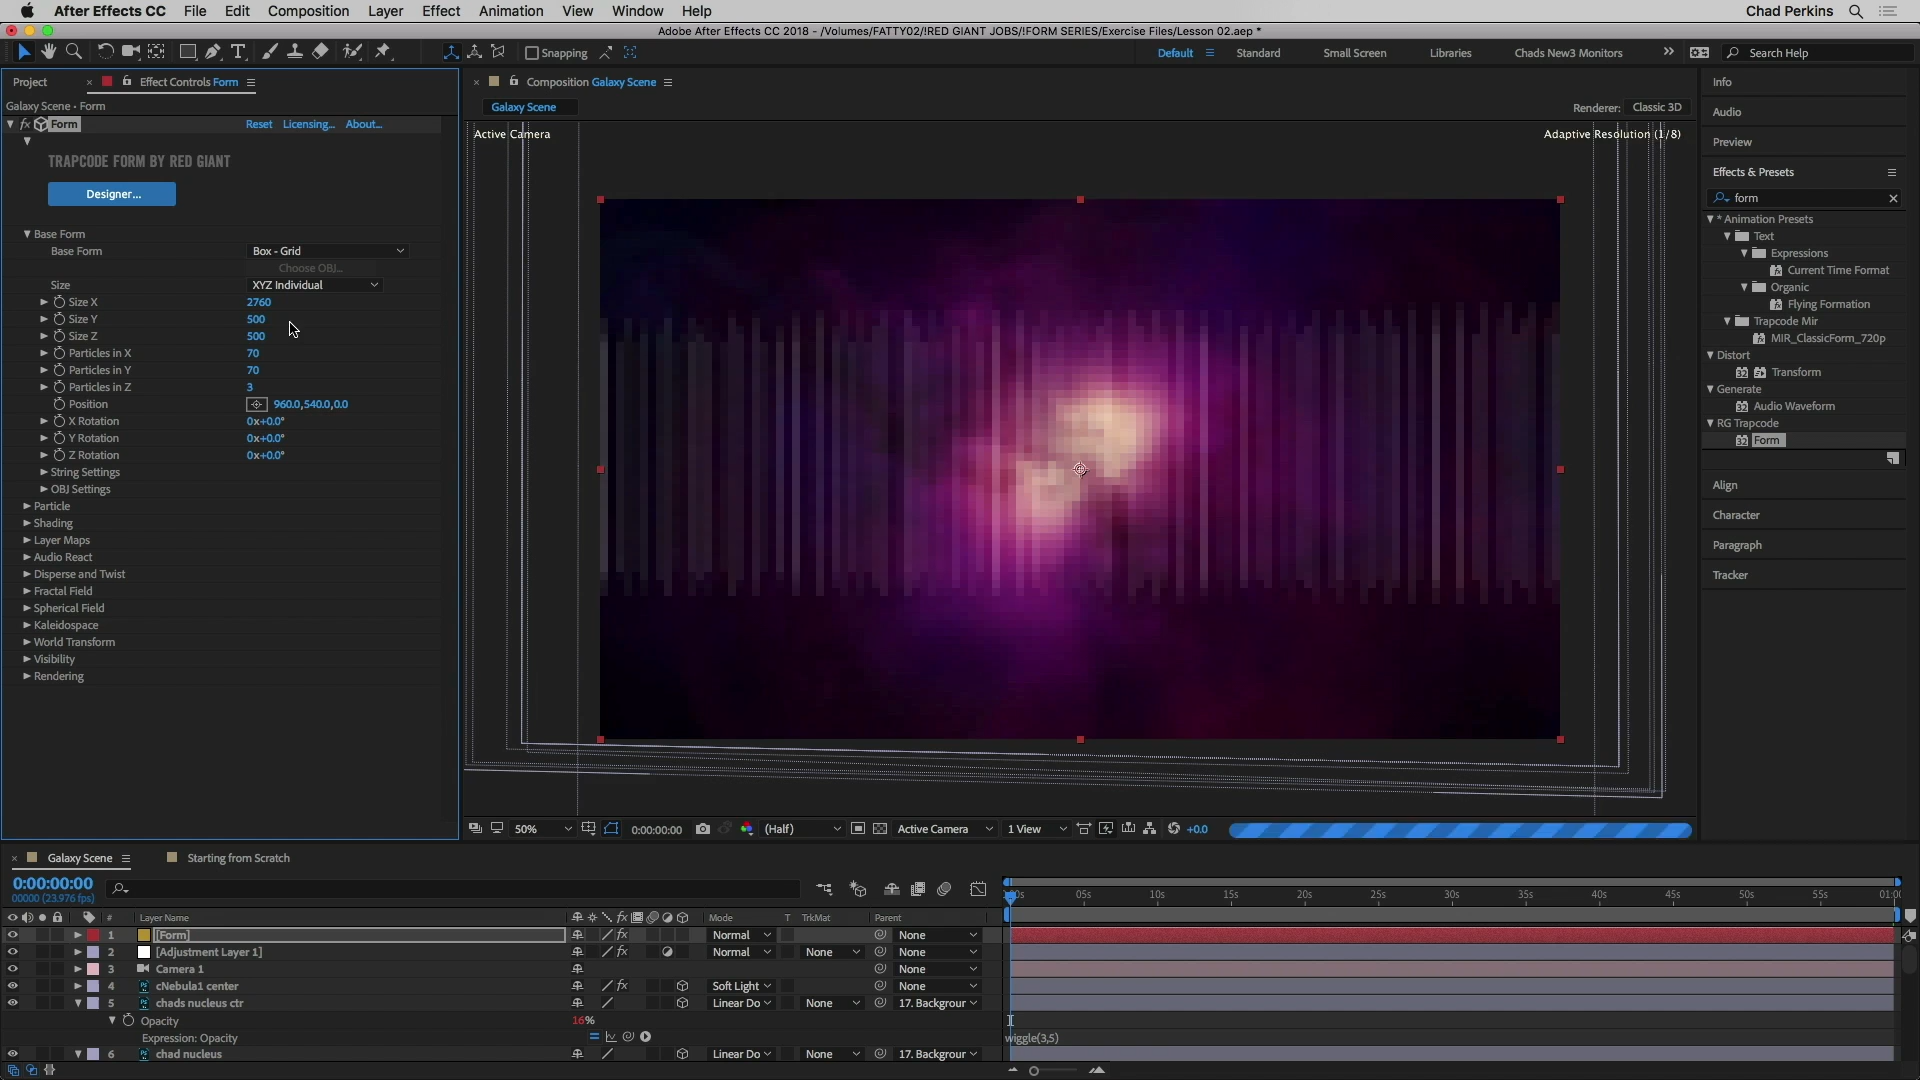 After Effects CC File Edit Composition Layer Effect Animation View Window Help Chad Perkins
Adobe After Effects CC 2018 - /Volumes/FATTY02/!RED GIANT JOBS/!FORM SERIES/Exercise Files/Lesson 02.aep *
Snapping Default Standard Small Screen Libraries Chads New3 Monitors Search Help
Project Effect Controls Form
Galaxy Scene • Form
fx Form Reset Licensing... About...
TRAPCODE FORM BY RED GIANT
Designer...
Base Form
Base Form Box - Grid
Choose OBJ...
Size XYZ Individual
Size X 2760
Size Y 500
Size Z 500
Particles in X 70
Particles in Y 70
Particles in Z 3
Position 960.0,540.0,0.0
X Rotation 0x+0.0°
Y Rotation 0x+0.0°
Z Rotation 0x+0.0°
String Settings
OBJ Settings
Particle
Shading
Layer Maps
Audio React
Disperse and Twist
Fractal Field
Spherical Field
Kaleidospace
World Transform
Visibility
Rendering
Composition Galaxy Scene
Galaxy Scene
Renderer: Classic 3D
Active Camera
Adaptive Resolution (1/8)
50% 0:00:00:00 (Half) Active Camera 1 View +0.0
Info
Audio
Preview
Effects & Presets
form
* Animation Presets
Text
Expressions
Current Time Format
Organic
Flying Formation
Trapcode Mir
MIR_ClassicForm_720p
Distort
32 Transform
Generate
32 Audio Waveform
RG Trapcode
32 Form
Align
Character
Paragraph
Tracker
Galaxy Scene Starting from Scratch
0:00:00:00
00000 (23.976 fps)
05s 10s 15s 20s 25s 30s 35s 40s 45s 50s 55s 01:0
# Layer Name fx Mode T TrkMat Parent
1 [Form] fx Normal None
2 [Adjustment Layer 1] fx Normal None None
3 Camera 1 None
4 Ps cNebula1 center fx Soft Light None
5 Ps chads nucleus ctr Linear Do None 17. Backgrour
Opacity 16%
Expression: Opacity wiggle(3,5)
6 Ps chad nucleus Linear Do None 17. Backgrour